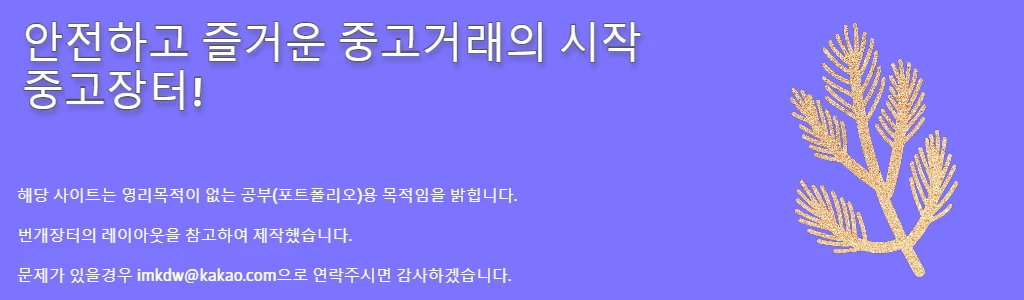 안전하고 즐거운 중고거래의 시작
중고장터!
해당 사이트는 영리목적이 없는 공부(포트폴리오)용 목적임을 밝힙니다.
번개장터의 레이아웃을 참고하여 제작했습니다.
문제가 있을경우 imkdw@kakao.com으로 연락주시면 감사하겠습니다.